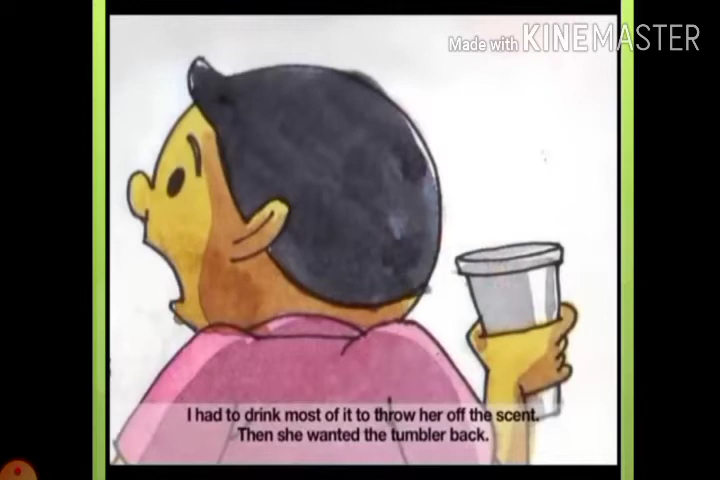 Made with KINEMASTER
I had to drink most of it to throw her off the scent.
Then she wanted the tumbler back.